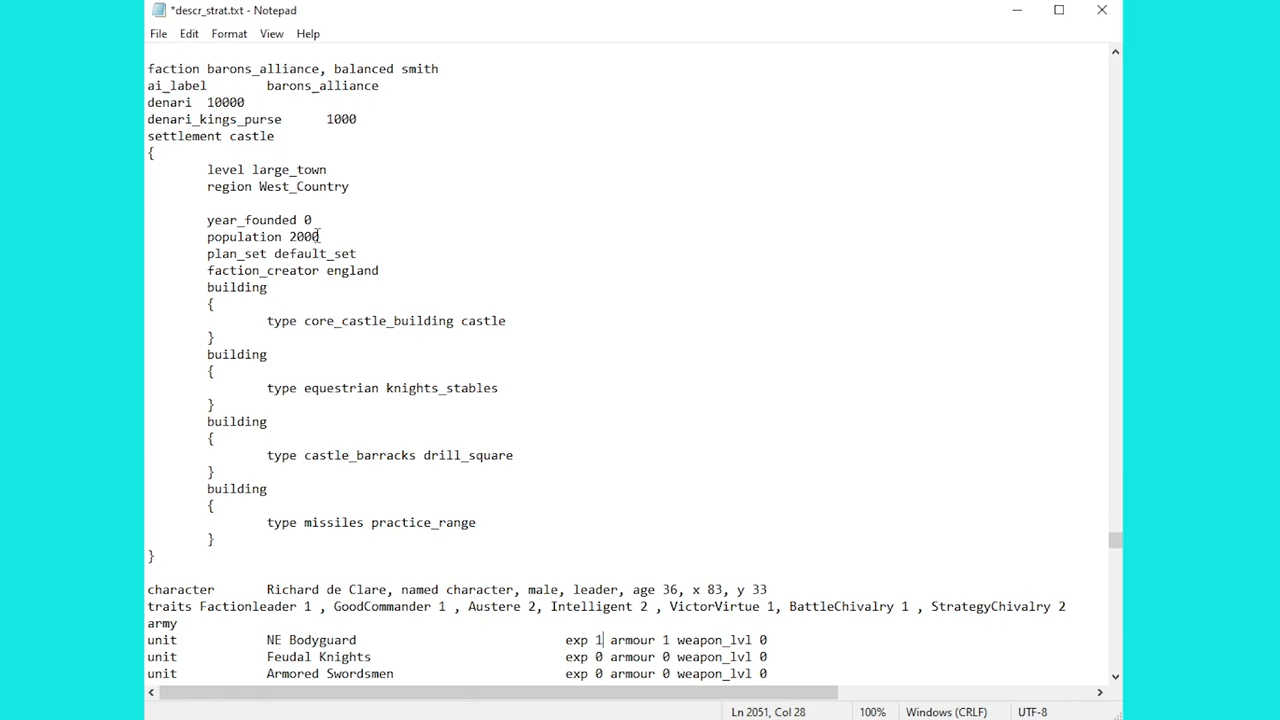 *descr_strat.txt - Notepad
File Edit Format View Help
faction barons_alliance, balanced smith
ai_label barons_alliance
denari 10000
denari_kings_purse 1000
settlement castle
{
level large_town
region West_Country
year_founded 0
population 2000
plan_set default_set
faction_creator england
building
{
type core_castle_building castle
}
building
{
type equestrian knights_stables
}
building
{
type castle_barracks drill_square
}
building
{
type missiles practice_range
}
}
character Richard de Clare, named character, male, leader, age 36, x 83, y 33
traits Factionleader 1 , GoodCommander 1 , Austere 2, Intelligent 2 , VictorVirtue 1, BattleChivalry 1 , StrategyChivalry 2
army
unit NE Bodyguard exp 1 armour 1 weapon_lvl 0
unit Feudal Knights exp 0 armour 0 weapon_lvl 0
unit Armored Swordsmen exp 0 armour 0 weapon_lvl 0
Ln 2051, Col 28 100% Windows (CRLF) UTF-8